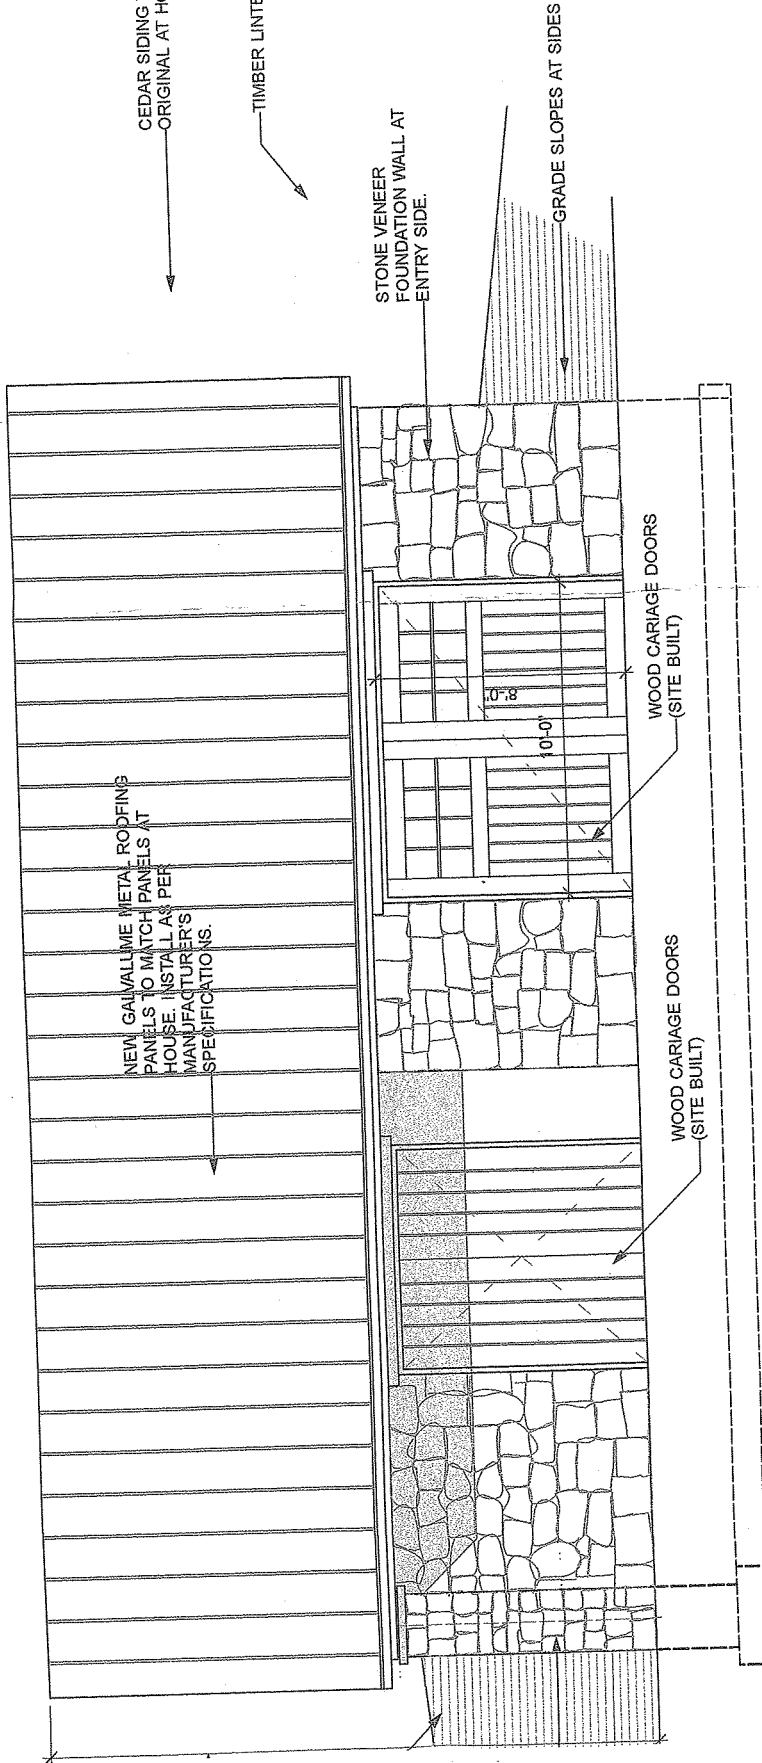 CEDAR SIDING
ORIGINAL AT
TIMBER
STONE VENEER
FOUNDATION WALL AT
ENTRY SIDE.
GRADE SLOPES AT SIDES
NEW GALVALUME METAL ROOFING
PANELS TO MATCH PANELS AT
HOUSE. INSTALL AS PER
MANUFACTURER'S
SPECIFICATIONS.
8'-0"
10'-0"
WOOD CARIAGE DOORS
(SITE BUILT)
WOOD CARIAGE DOORS
(SITE BUILT)